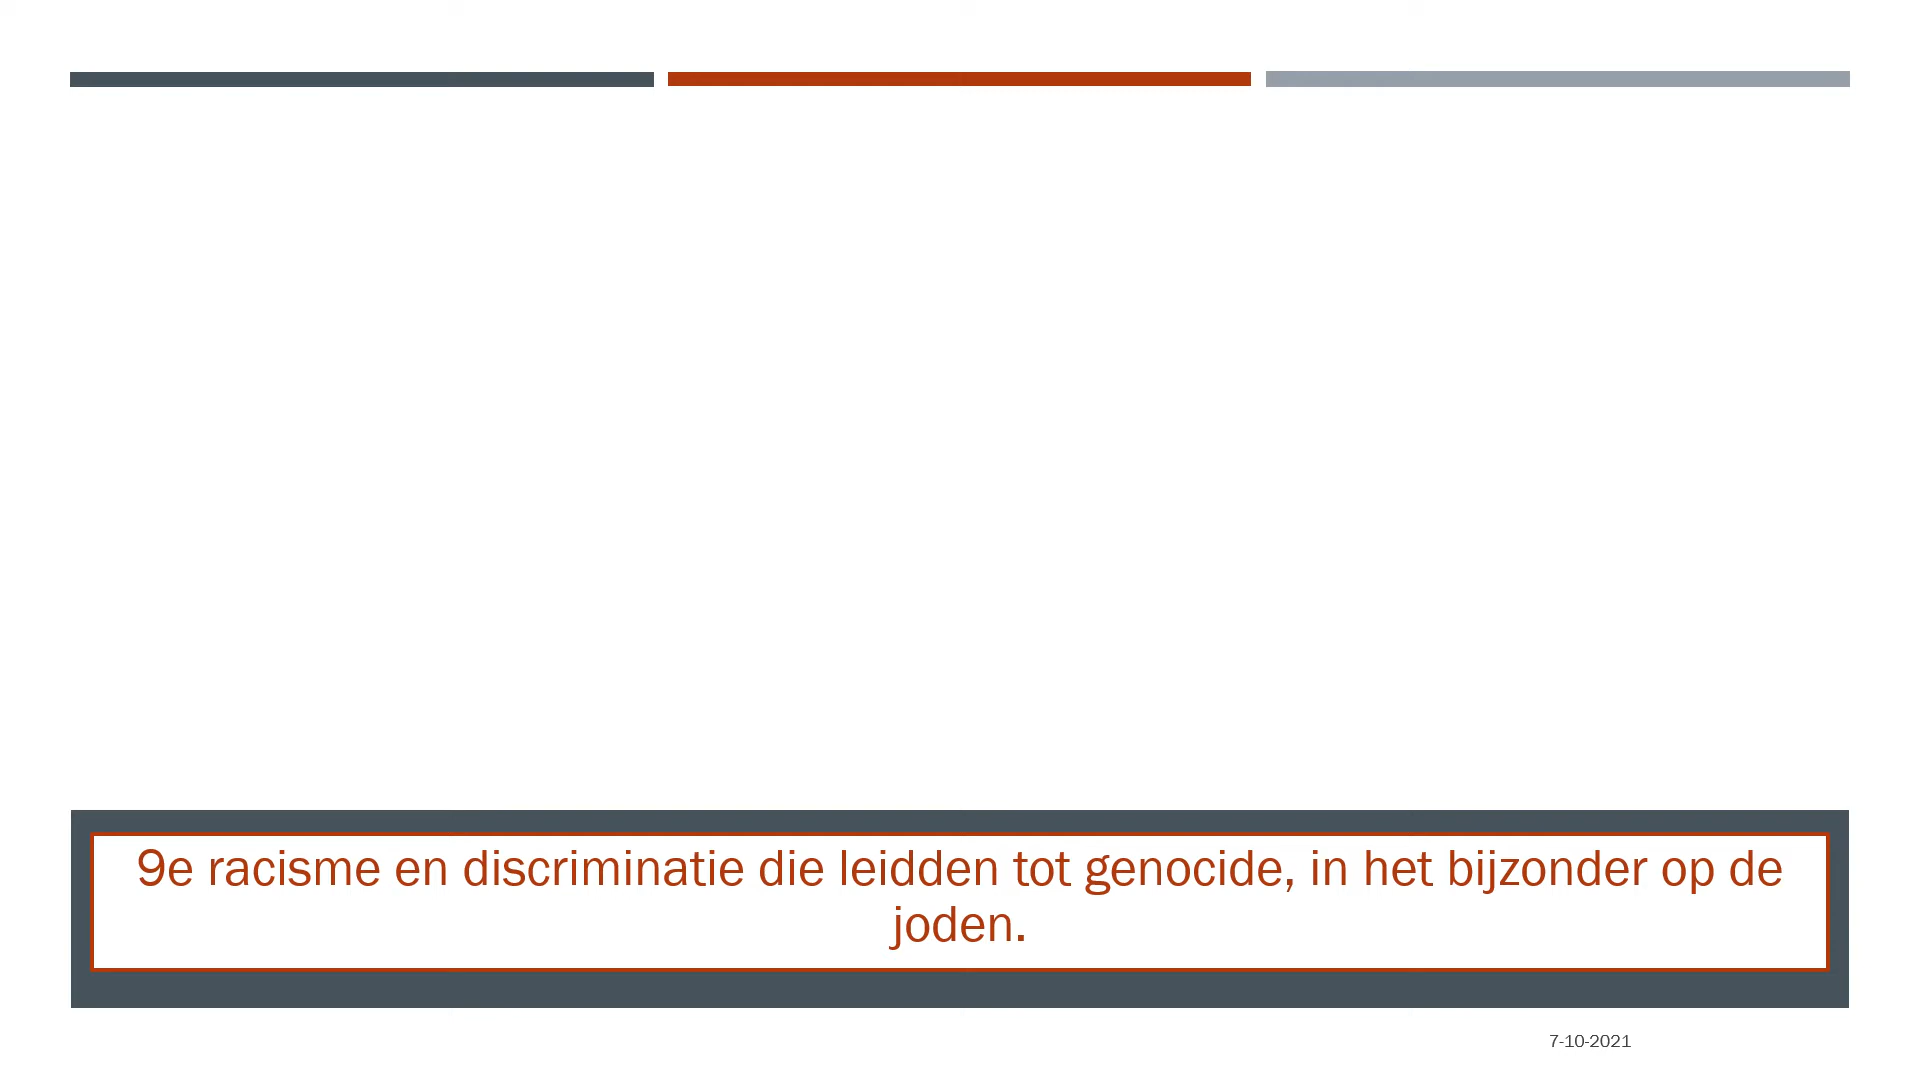 9e racisme en discriminatie die leidden tot genocide, in het bijzonder op de
joden.
7-10-2021